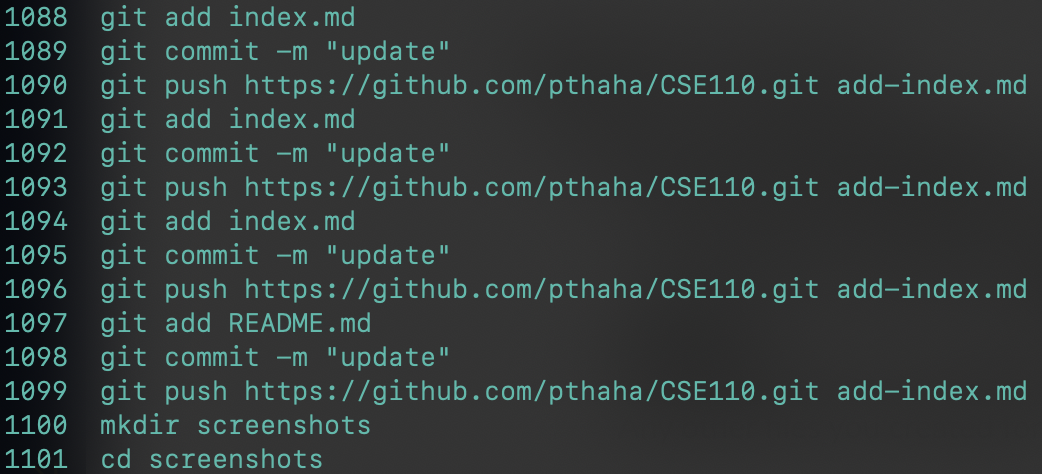 1088 git add index.md
1089 git commit -m "update"
1090 git push https://github.com/pthaha/CSE110.git add-index.md
1091 git add index.md
1092 git commit -m "update"
1093 git push https://github.com/pthaha/CSE110.git add-index.md
1094 git add index.md
1095 git commit -m "update"
1096 git push https://github.com/pthaha/CSE110.git add-index.md
1097 git add README.md
1098 git commit -m "update"
1099 git push https://github.com/pthaha/CSE110.git add-index.md
1100 mkdir screenshots
1101 cd screenshots